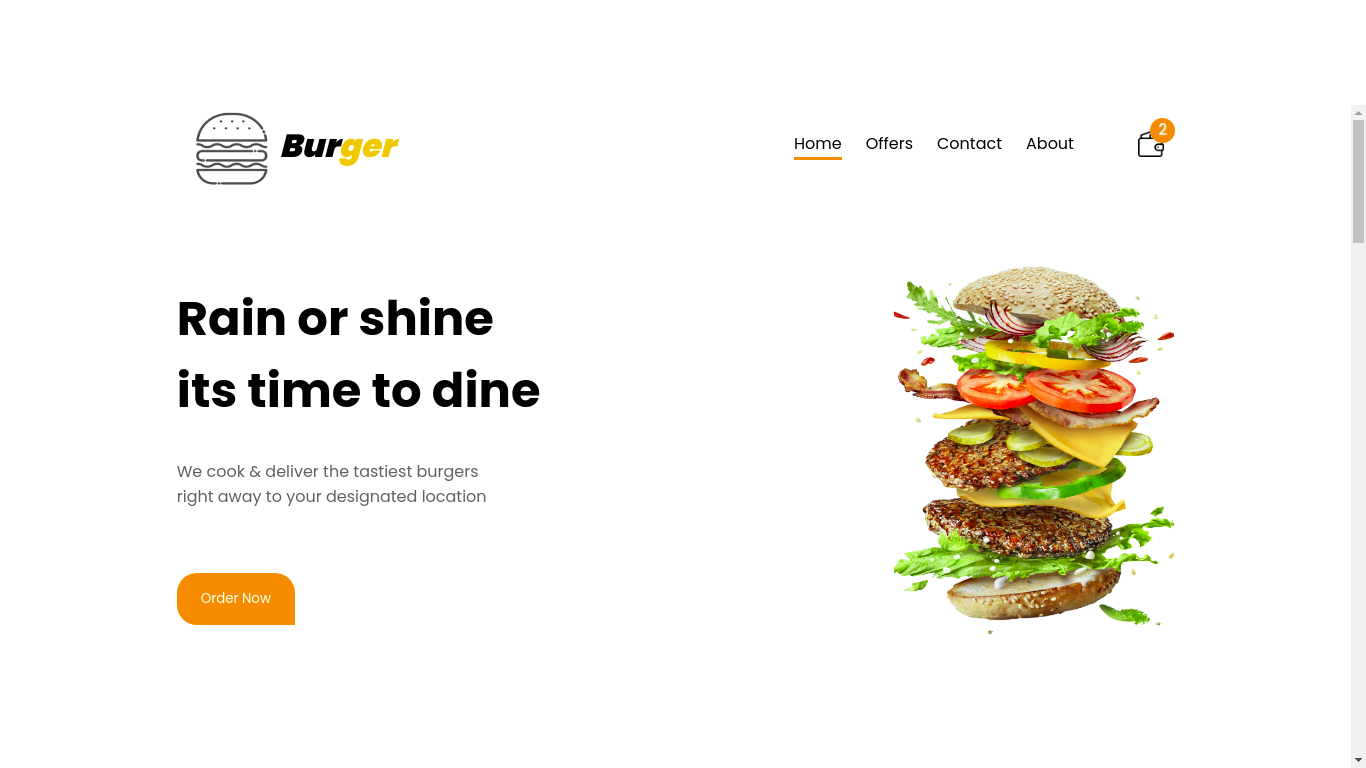 Burger
Home Offers Contact About
2
Rain or shine
its time to dine
We cook & deliver the tastiest burgers
right away to your designated location
Order Now